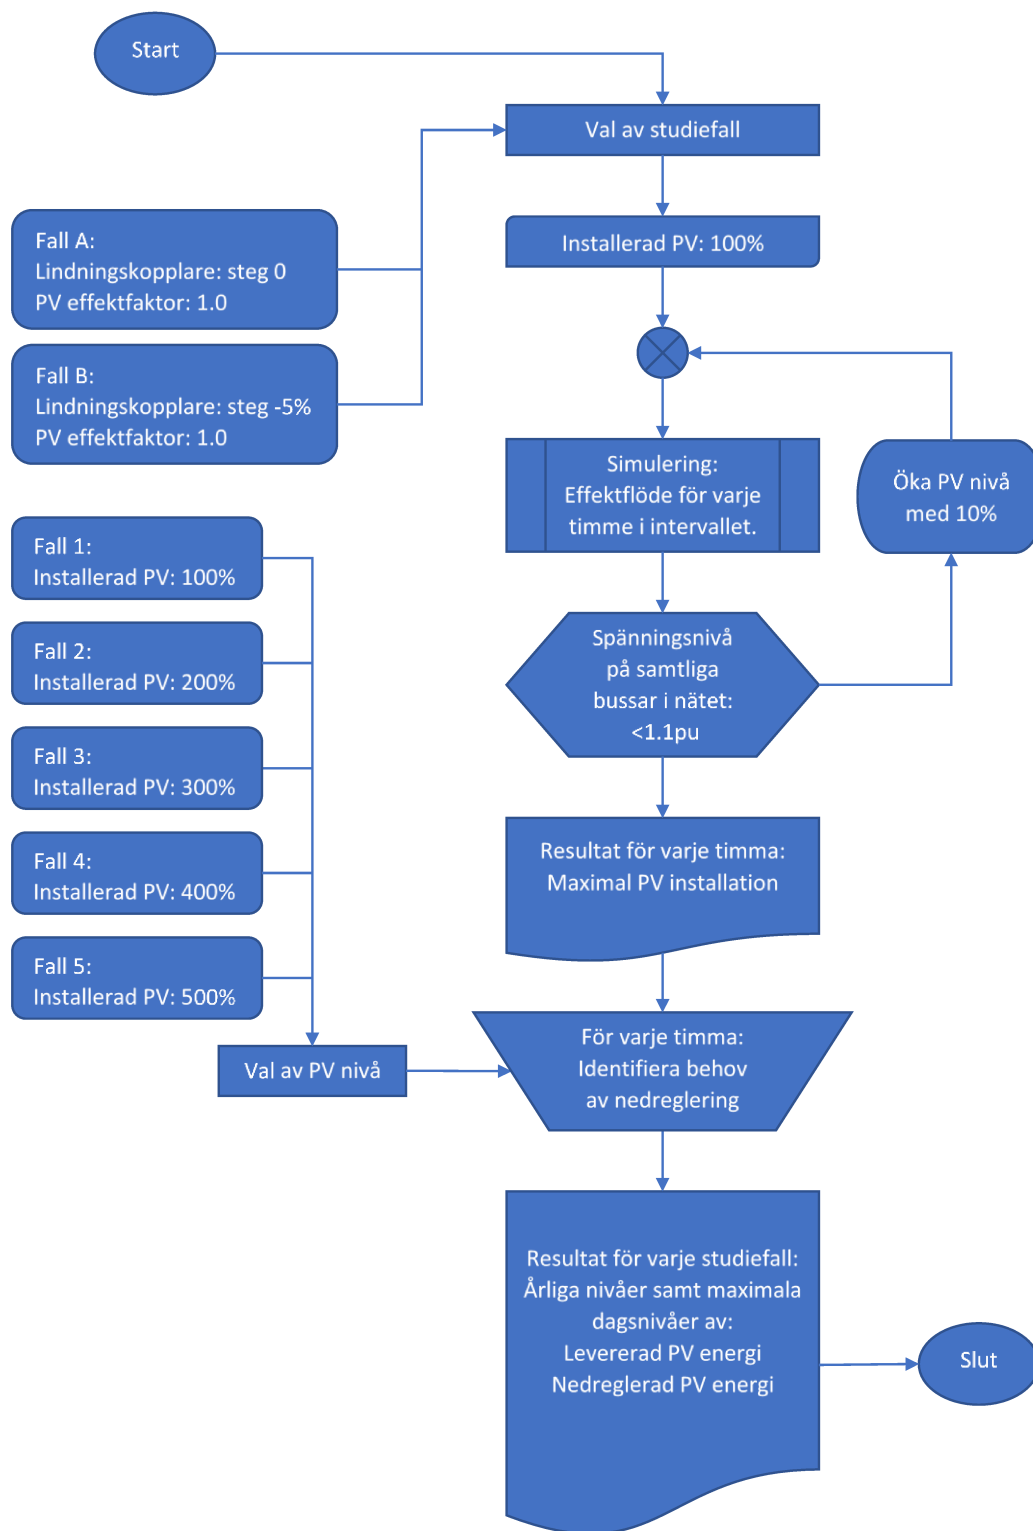 Start
Val av studiefall
Fall A:
Lindningskopplare: steg 0
PV effektfaktor: 1.0
Installerad PV: 100%
Fall B:
Lindningskopplare: steg -5%
PV effektfaktor: 1.0
Simulering:
Effektflöde för varje
timme i intervallet.
Öka PV nivå
med 10%
Fall 1:
Installerad PV: 100%
Fall 2:
Installerad PV: 200%
Fall 3:
Installerad PV: 300%
Fall 4:
Installerad PV: 400%
Fall 5:
Installerad PV: 500%
Spänningsnivå
på samtliga
bussar i nätet:
<1.1pu
Resultat för varje timma:
Maximal PV installation
Val av PV nivå
För varje timma:
Identifiera behov
av nedreglering
Resultat för varje studiefall:
Årliga nivåer samt maximala
dagsnivåer av:
Levererad PV energi
Nedreglerad PV energi
Slut